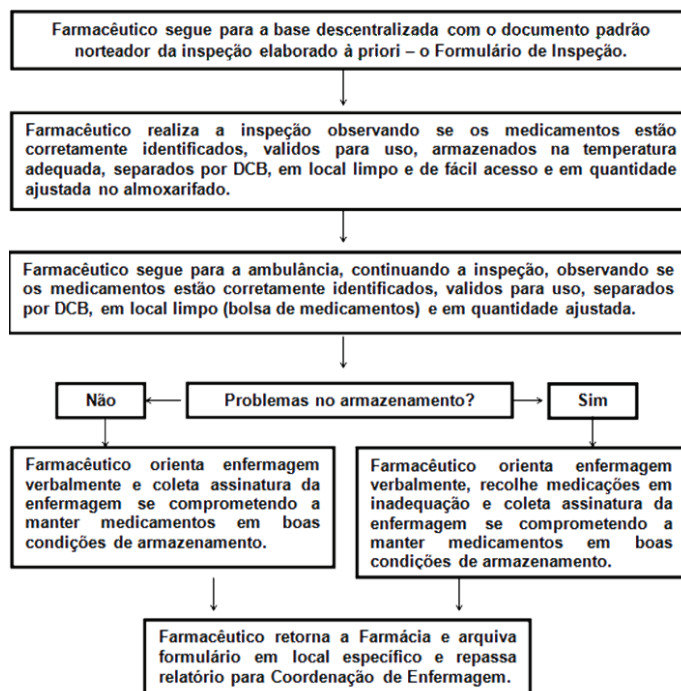 Farmacêutico segue para a base descentralizada com o documento padrão
norteador da inspeção elaborado à priori – o Formulário de Inspeção.
Farmacêutico realiza a inspeção observando se os medicamentos estão
corretamente identificados, validos para uso, armazenados na temperatura
adequada, separados por DCB, em local limpo e de fácil acesso e em quantidade
ajustada no almoxarifado.
Farmacêutico segue para a ambulância, continuando a inspeção, observando se
os medicamentos estão corretamente identificados, validos para uso, separados
por DCB, em local limpo (bolsa de medicamentos) e em quantidade ajustada.
Não
Problemas no armazenamento?
Sim
Farmacêutico orienta enfermagem
verbalmente e coleta assinatura da
enfermagem se comprometendo a
manter medicamentos em boas
condições de armazenamento.
Farmacêutico orienta enfermagem
verbalmente, recolhe medicações em
inadequação e coleta assinatura da
enfermagem se comprometendo a
manter medicamentos em boas
condições de armazenamento.
Farmacêutico retorna a Farmácia e arquiva
formulário em local específico e repassa
relatório para Coordenação de Enfermagem.